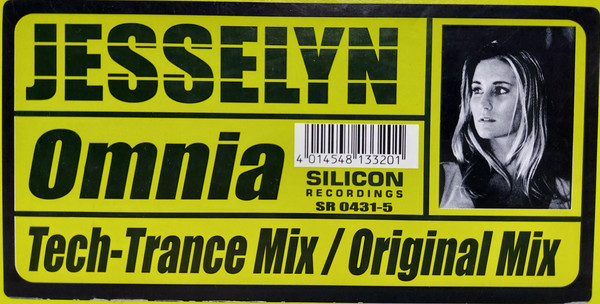 JESSELYN
Omnia
4 014548 133201
SILICON
RECORDINGS
SR 0431-5
Tech-Trance Mix / Original Mix